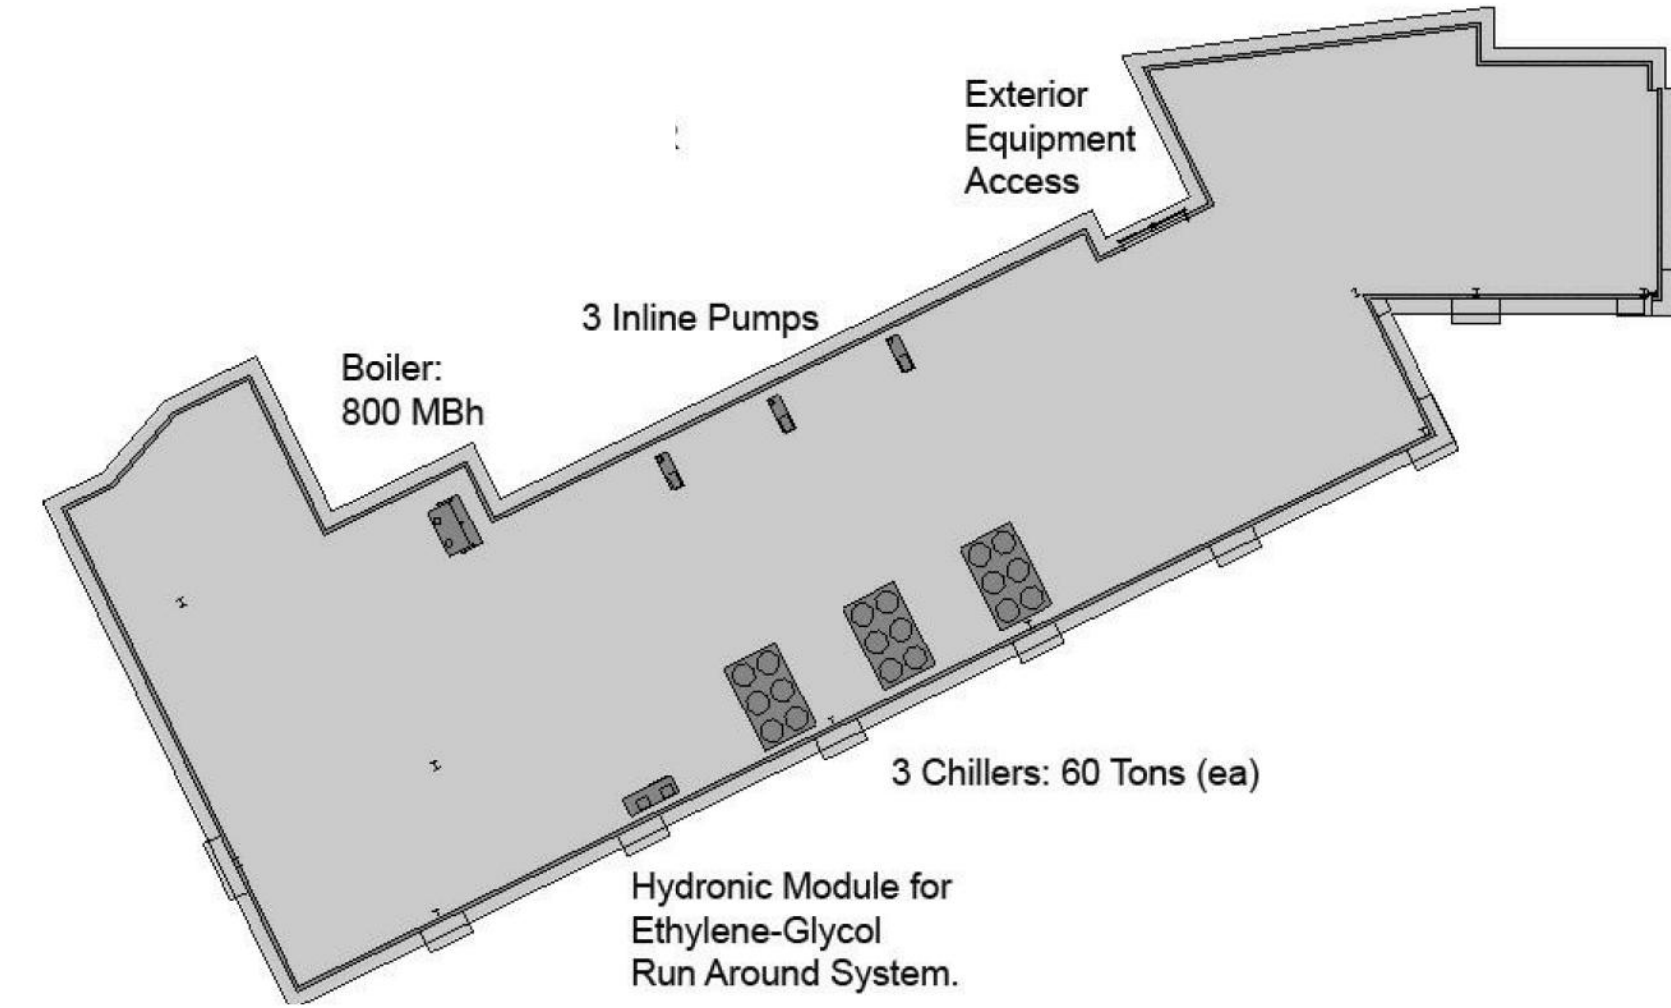 Exterior
Equipment
Access
3 Inline Pumps
Boiler:
800 MBh
3 Chillers: 60 Tons (ea)
Hydronic Module for
Ethylene-Glycol
Run Around System.